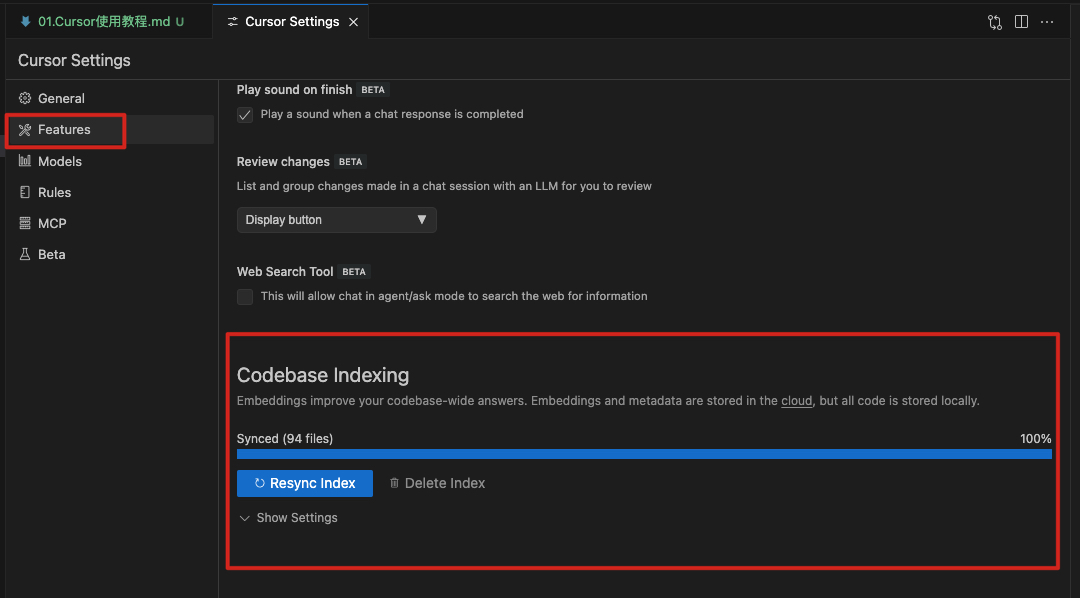 01.Cursor使用教程.md U
Cursor Settings
Cursor Settings
General
Features
Models
Rules
MCP
Beta
Play sound on finish BETA
Play a sound when a chat response is completed
Review changes BETA
List and group changes made in a chat session with an LLM for you to review
Display button
Web Search Tool BETA
This will allow chat in agent/ask mode to search the web for information
Codebase Indexing
Embeddings improve your codebase-wide answers. Embeddings and metadata are stored in the cloud, but all code is stored locally.
Synced (94 files) 100%
Resync Index Delete Index
Show Settings